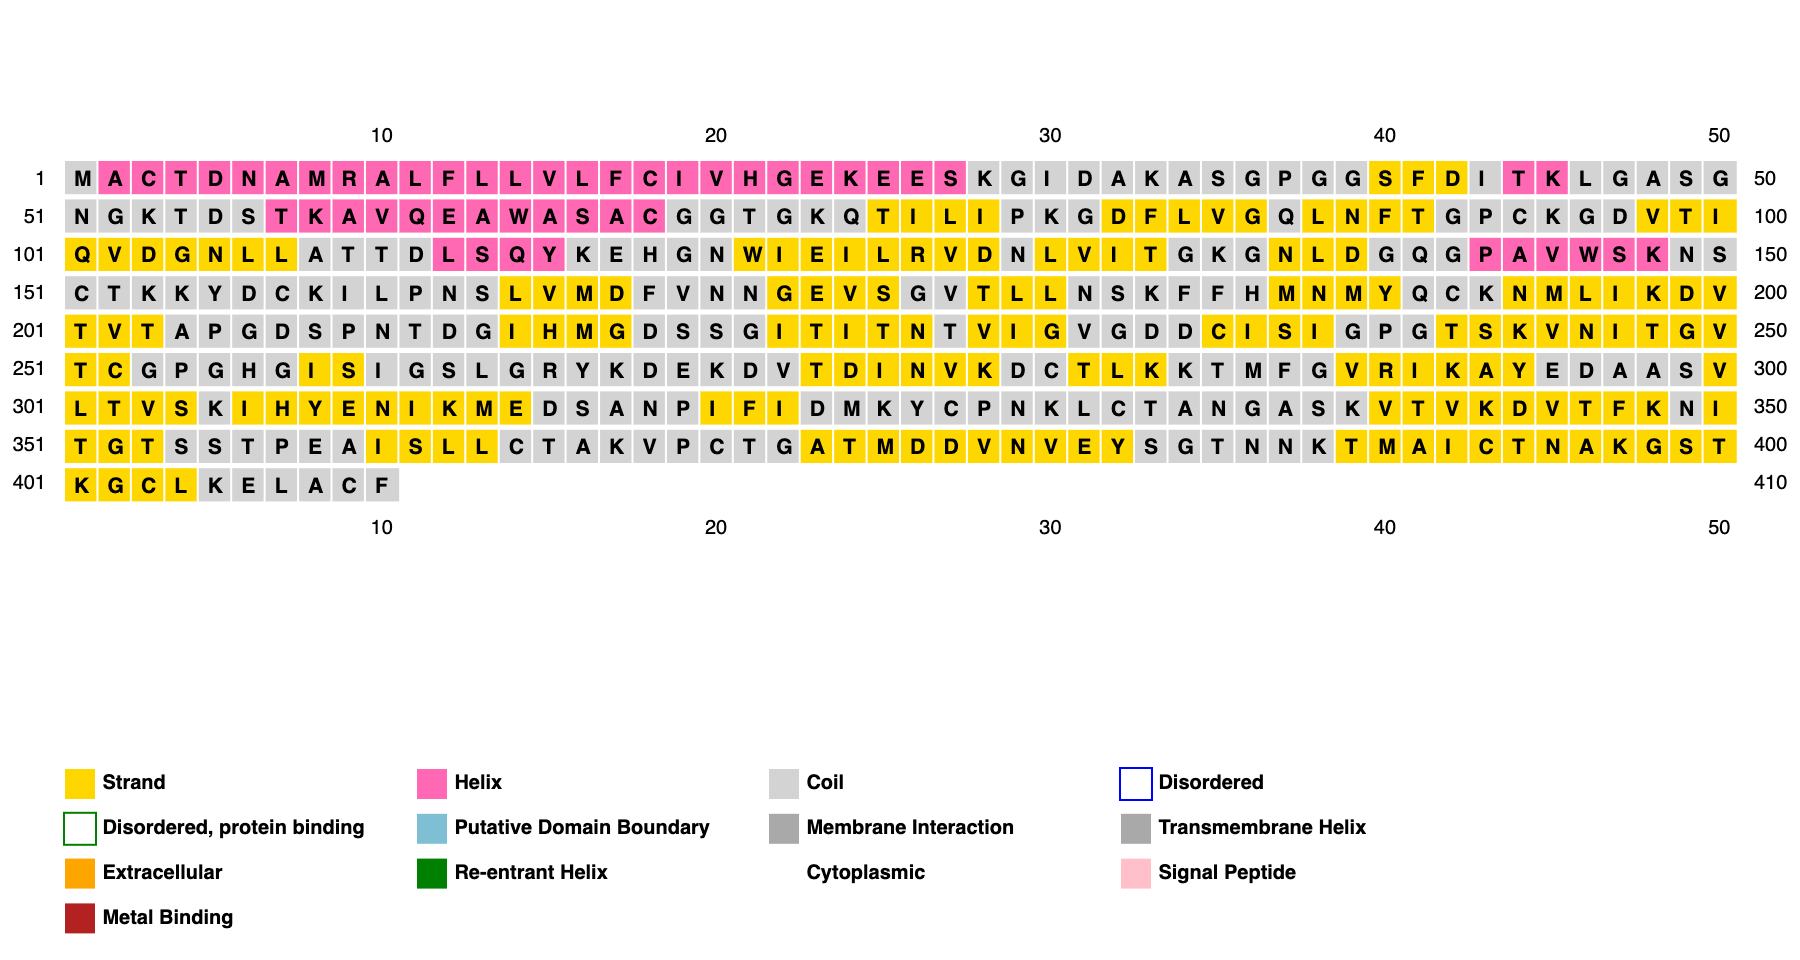 10 20 30 40 50
1 M A C T D N A M R A L F L L V L F C I V H G E K E E S K G I D A K A S G P G G S F D I T K L G A S G 50
51 N G K T D S T K A V Q E A W A S A C G G T G K Q T I L I P K G D F L V G Q L N F T G P C K G D V T I 100
101 Q V D G N L L A T T D L S Q Y K E H G N W I E I L R V D N L V I T G K G N L D G Q G P A V W S K N S 150
151 C T K K Y D C K I L P N S L V M D F V N N G E V S G V T L L N S K F F H M N M Y Q C K N M L I K D V 200
201 T V T A P G D S P N T D G I H M G D S S G I T I T N T V I G V G D D C I S I G P G T S K V N I T G V 250
251 T C G P G H G I S I G S L G R Y K D E K D V T D I N V K D C T L K K T M F G V R I K A Y E D A A S V 300
301 L T V S K I H Y E N I K M E D S A N P I F I D M K Y C P N K L C T A N G A S K V T V K D V T F K N I 350
351 T G T S S T P E A I S L L C T A K V P C T G A T M D D V N V E Y S G T N N K T M A I C T N A K G S T 400
401 K G C L K E L A C F 410
10 20 30 40 50
Strand Helix Coil Disordered
Disordered, protein binding Putative Domain Boundary Membrane Interaction Transmembrane Helix
Extracellular Re-entrant Helix Cytoplasmic Signal Peptide
Metal Binding